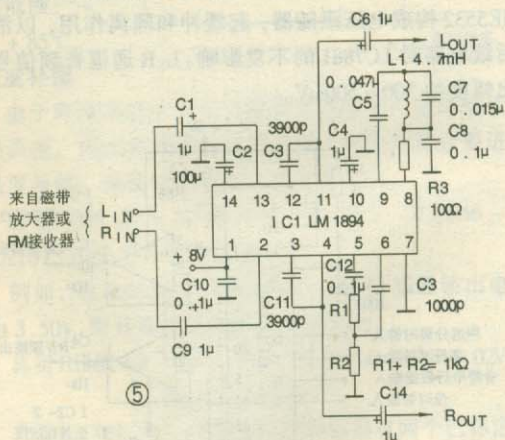 E5532
C6 1μ
LOUT
L1 4.7mH
0.047μ
C5
C7
0.015μ
C8
0.1μ
C1
1μ
3900p
C4
1μ
100μ
C2
C3
R3
100Ω
14 13 12 11 10 9 8
IC1 LM 1894
1 2 3 4 5 6 7
来自磁带
放大器或
FM接收器
LIN
RIN
+ 8V
C10
0.1μ
C9 1μ
C11
3900p
C12
0.1μ
R1
R2
C3
1000p
R1+R2=1kΩ
C14
1μ
ROUT
⑤